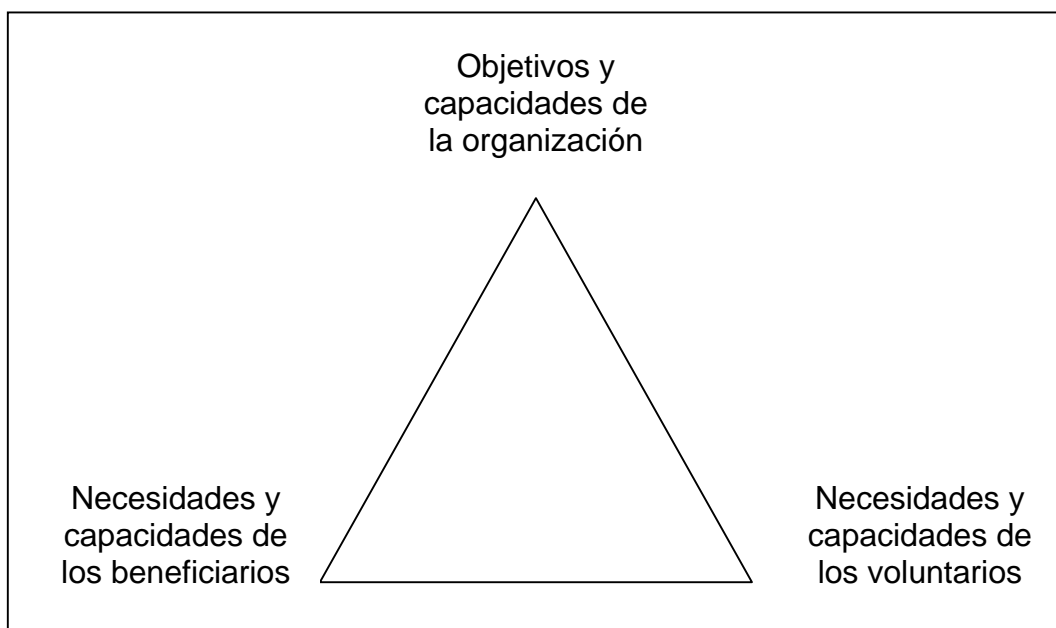 Objetivos y
capacidades de
la organización
Necesidades y
capacidades de
los beneficiarios
Necesidades y
capacidades de
los voluntarios